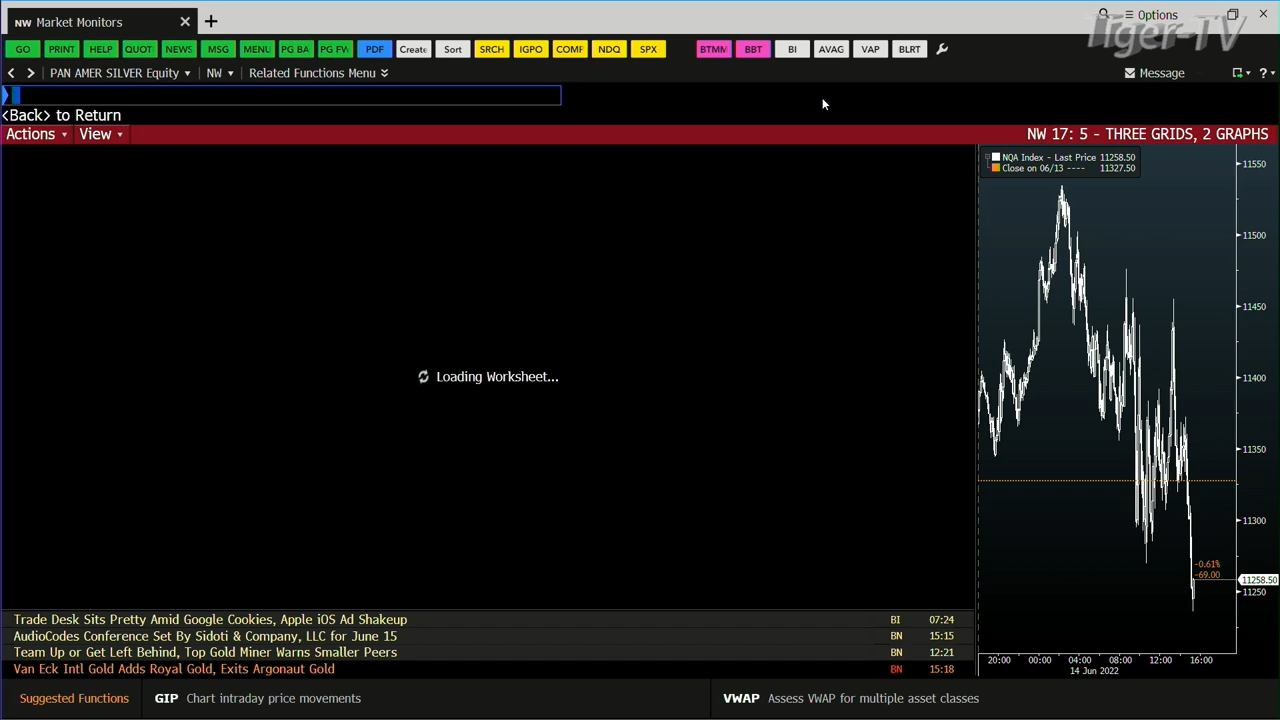 NW Market Monitors
Options
Tiger-TV
GO PRINT HELP QUOT NEWS MSG MENU PG BA PG FW PDF Create Sort SRCH IGPO COMF NDQ SPX BTMM BBT BI AVAG VAP BLRT
PAN AMER SILVER Equity NW Related Functions Menu Message ?
<Back> to Return
Actions View NW 17: 5 - THREE GRIDS, 2 GRAPHS
NQA Index - Last Price 11258.50
Close on 06/13 ---- 11327.50
11550
11500
11450
11400
11350
11300
11250
-0.61%
-69.00
11258.50
Loading Worksheet...
Trade Desk Sits Pretty Amid Google Cookies, Apple iOS Ad Shakeup BI 07:24
AudioCodes Conference Set By Sidoti & Company, LLC for June 15 BN 15:15
Team Up or Get Left Behind, Top Gold Miner Warns Smaller Peers BN 12:21
Van Eck Intl Gold Adds Royal Gold, Exits Argonaut Gold BN 15:18
20:00 00:00 04:00 08:00 12:00 16:00
14 Jun 2022
Suggested Functions GIP Chart intraday price movements VWAP Assess VWAP for multiple asset classes